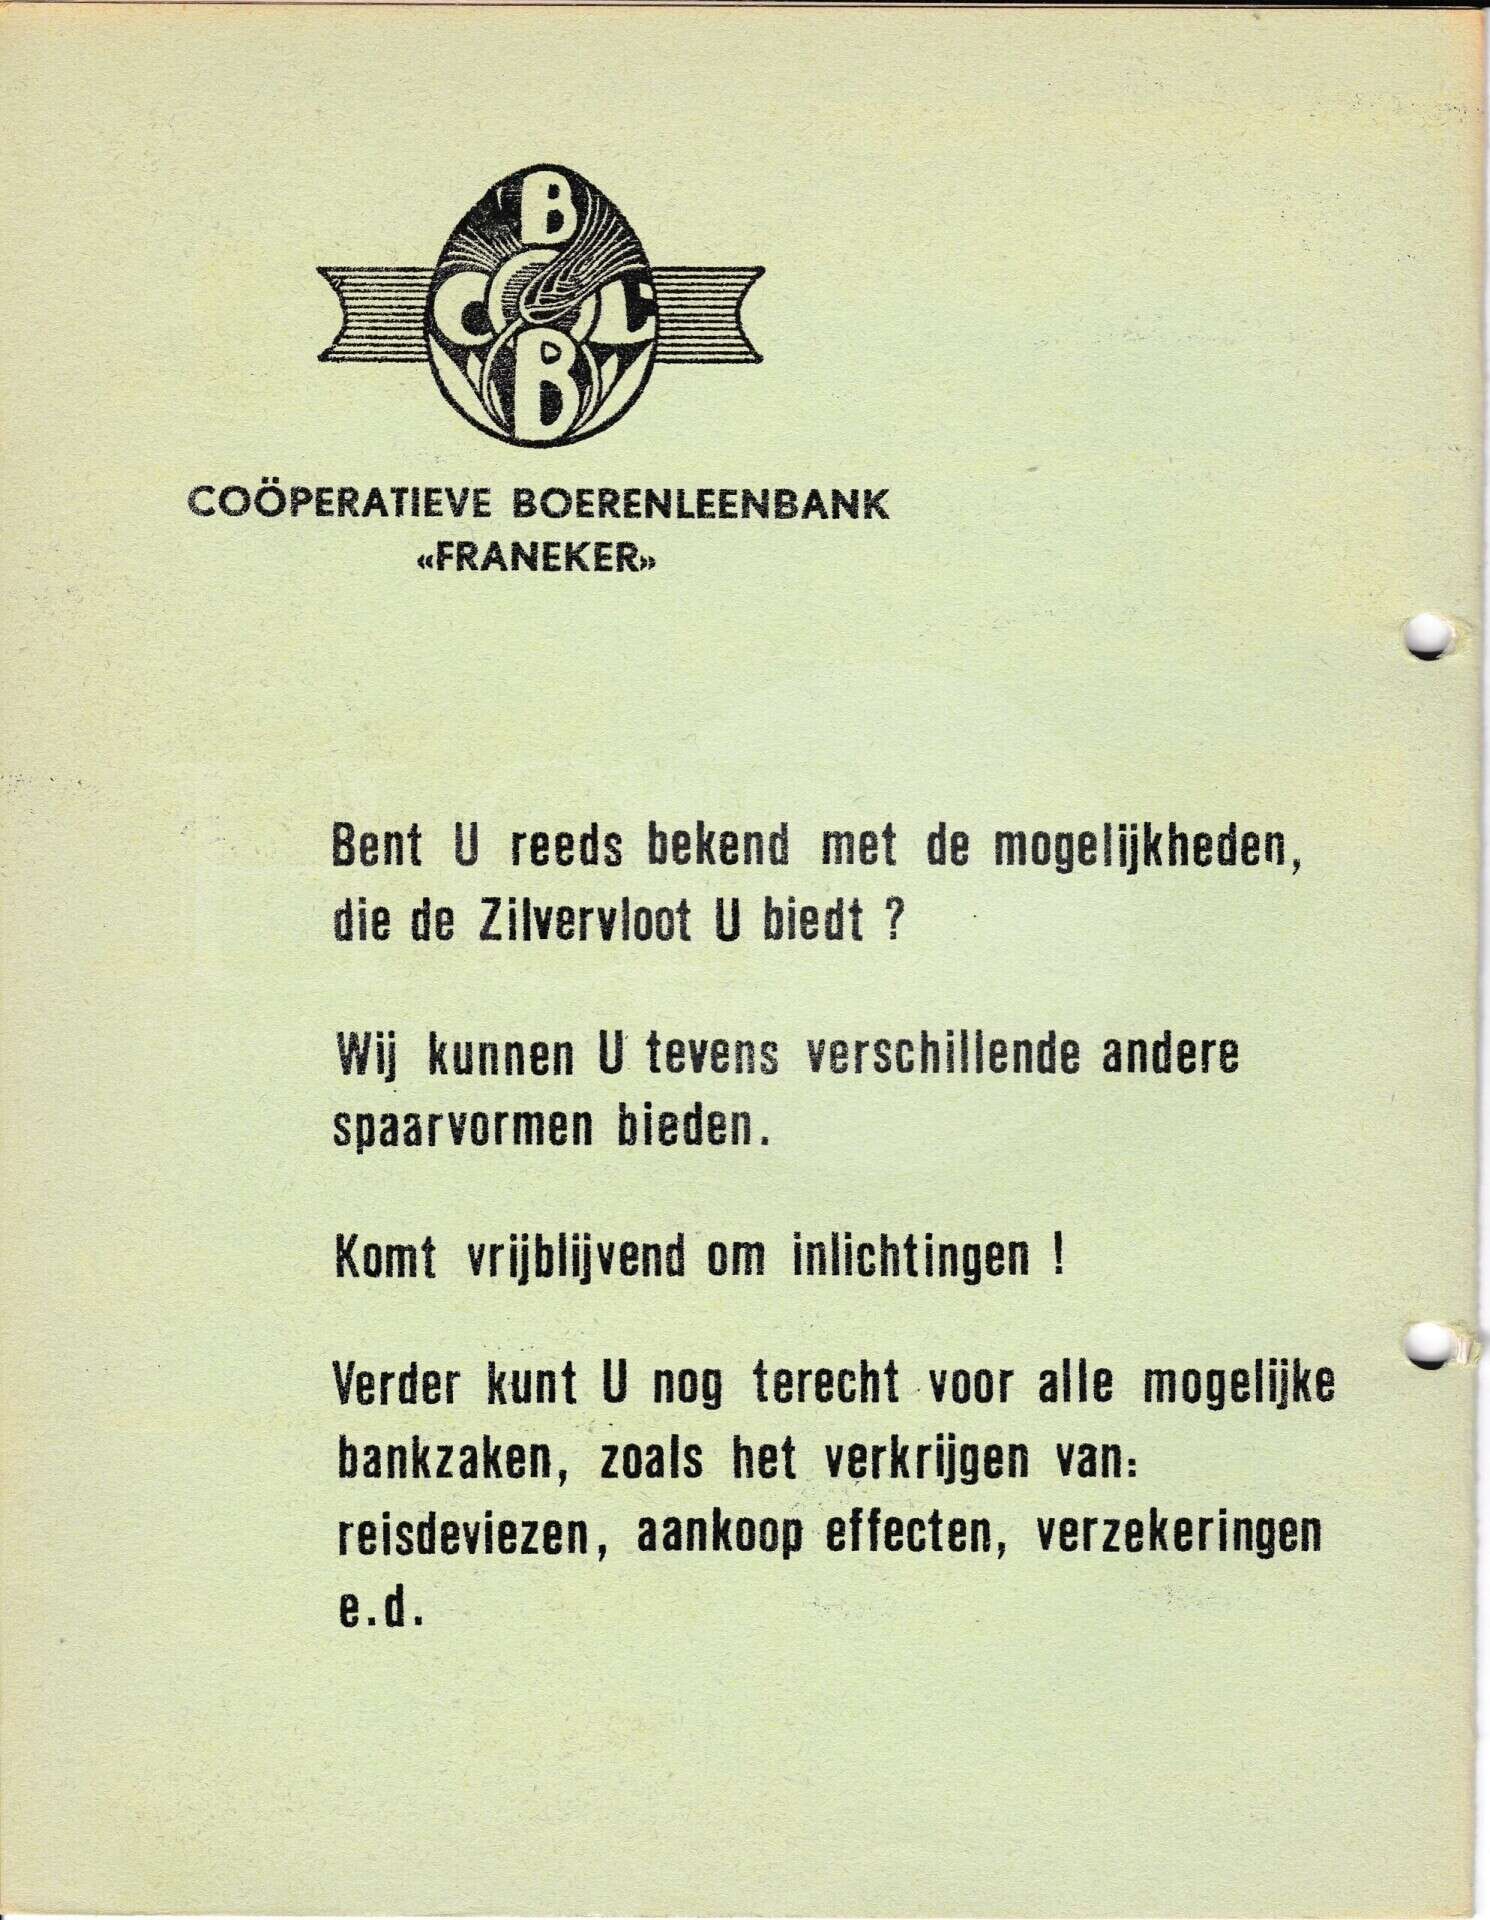 B
C C L
B
COÖPERATIEVE BOERENLEENBANK
«FRANEKER»
Bent U reeds bekend met de mogelijkheden,
die de Zilvervloot U biedt ?
Wij kunnen U tevens verschillende andere
spaarvormen bieden.
Komt vrijblijvend om inlichtingen !
Verder kunt U nog terecht voor alle mogelijke
bankzaken, zoals het verkrijgen van:
reisdeviezen, aankoop effecten, verzekeringen
e.d.